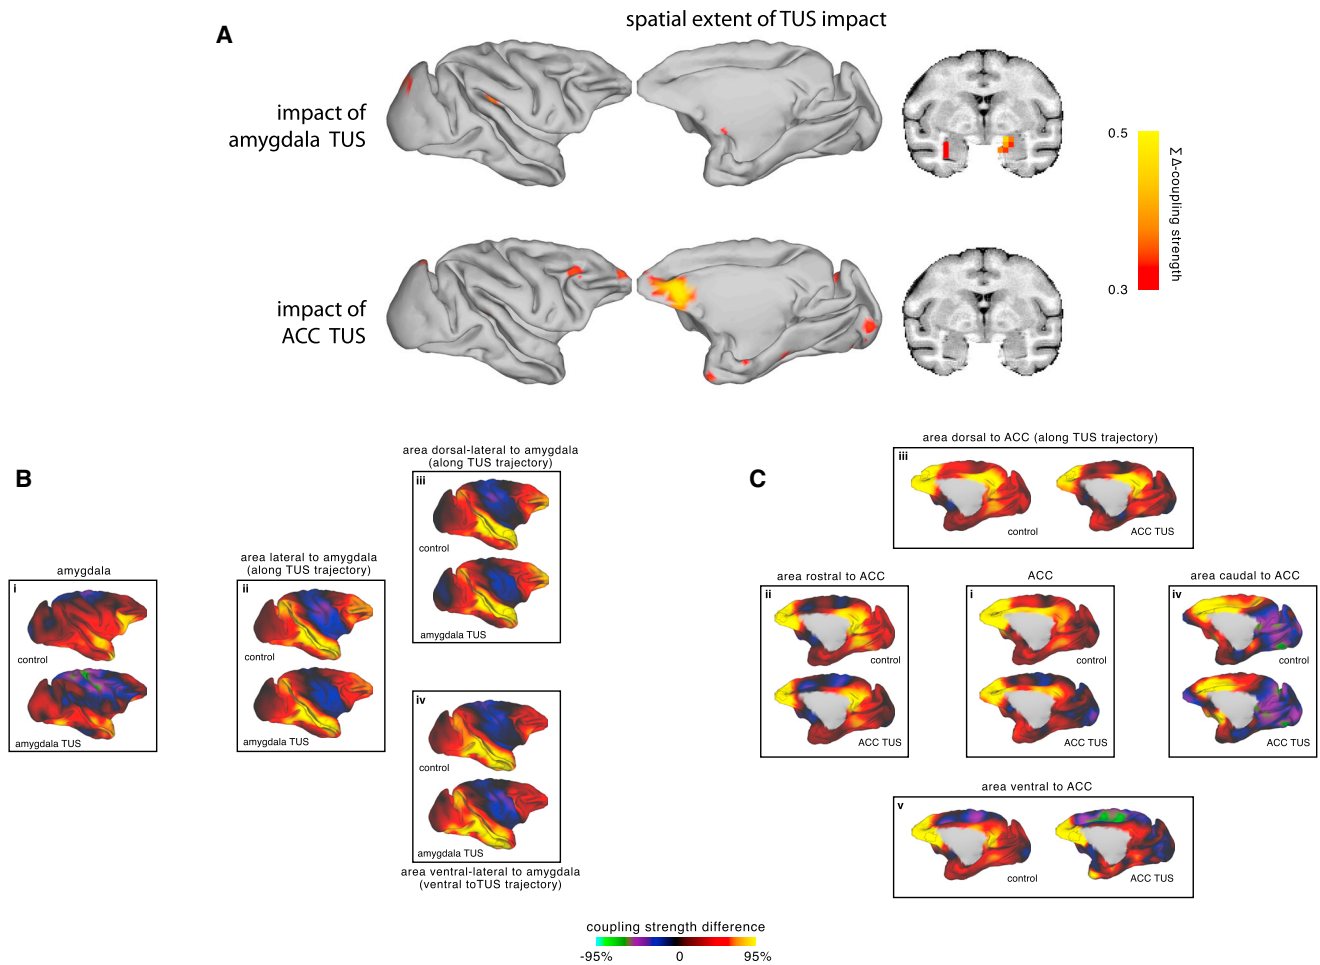 spatial extent of TUS impact
A
impact of
amygdala TUS
0.5
Σ Δ-coupling strength
0.3
impact of
ACC TUS
B
area dorsal-lateral to amygdala
(along TUS trajectory)
iii
control
amygdala TUS
amygdala
i
control
amygdala TUS
area lateral to amygdala
(along TUS trajectory)
ii
control
amygdala TUS
iv
control
amygdala TUS
area ventral-lateral to amygdala
(ventral toTUS trajectory)
C
area dorsal to ACC (along TUS trajectory)
iii
control
ACC TUS
area rostral to ACC
ii
control
ACC TUS
ACC
i
control
ACC TUS
area caudal to ACC
iv
control
ACC TUS
area ventral to ACC
v
control
ACC TUS
coupling strength difference
-95%
0
95%